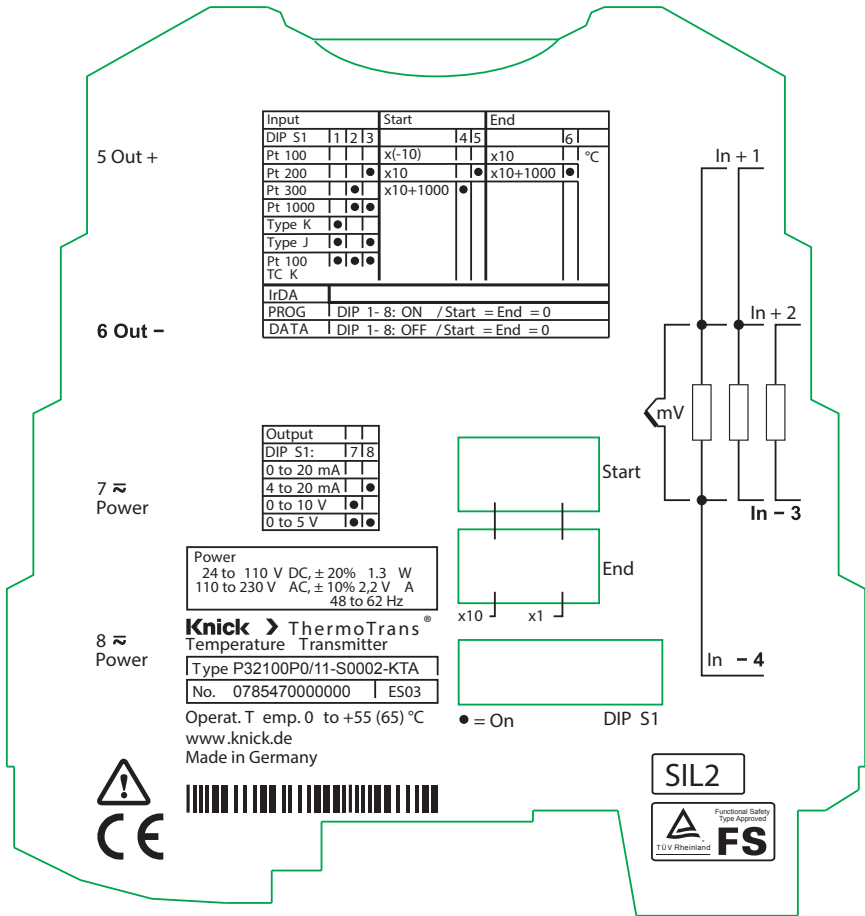 Input Start End
DIP S1 1 2 3 4 5 6
Pt 100 x(-10) x10 °C
Pt 200 ● x10 ● x10+1000 ●
Pt 300 ● x10+1000 ●
Pt 1000 ● ●
Type K ●
Type J ● ●
Pt 100 ● ● ●
TC K
IrDA
PROG DIP 1- 8: ON / Start = End = 0
DATA DIP 1- 8: OFF / Start = End = 0
5 Out +
6 Out −
7 ⎓
Power
8 ⎓
Power
In + 1
In + 2
mV
In − 3
In − 4
Output
DIP S1: 7 8
0 to 20 mA
4 to 20 mA ●
0 to 10 V ●
0 to 5 V ● ●
Start
End
x10 x1
● = On DIP S1
Power
24 to 110 V DC, ± 20% 1.3 W
110 to 230 V AC, ± 10% 2,2 V A
48 to 62 Hz
Knick > ThermoTrans ®
Temperature Transmitter
Type P32100P0/11-S0002-KTA
No. 0785470000000 ES03
Operat. T emp. 0 to +55 (65) °C
www.knick.de
Made in Germany
CE
SIL2
TÜV Rheinland
Functional Safety
Type Approved
FS